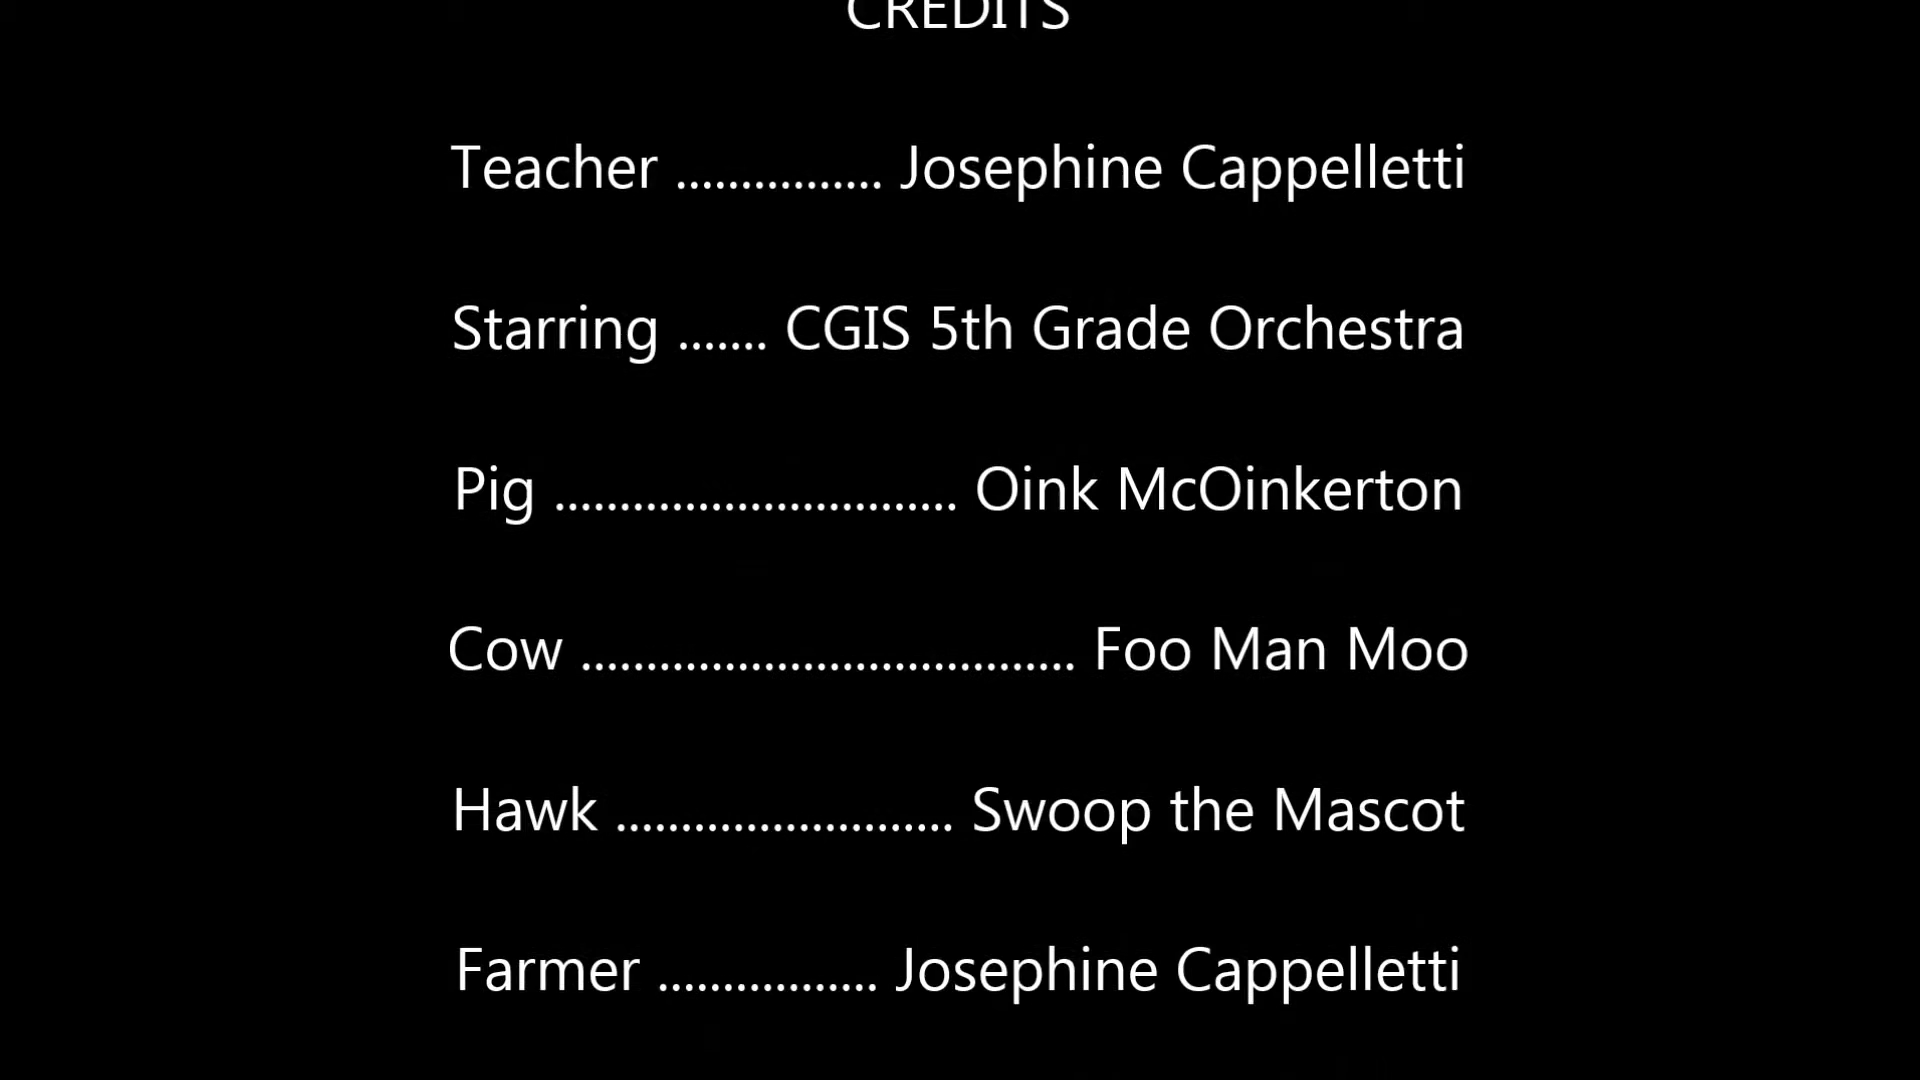 CREDITS
Teacher ................ Josephine Cappelletti
Starring ....... CGIS 5th Grade Orchestra
Pig ............................... Oink McOinkerton
Cow ...................................... Foo Man Moo
Hawk .......................... Swoop the Mascot
Farmer ................. Josephine Cappelletti